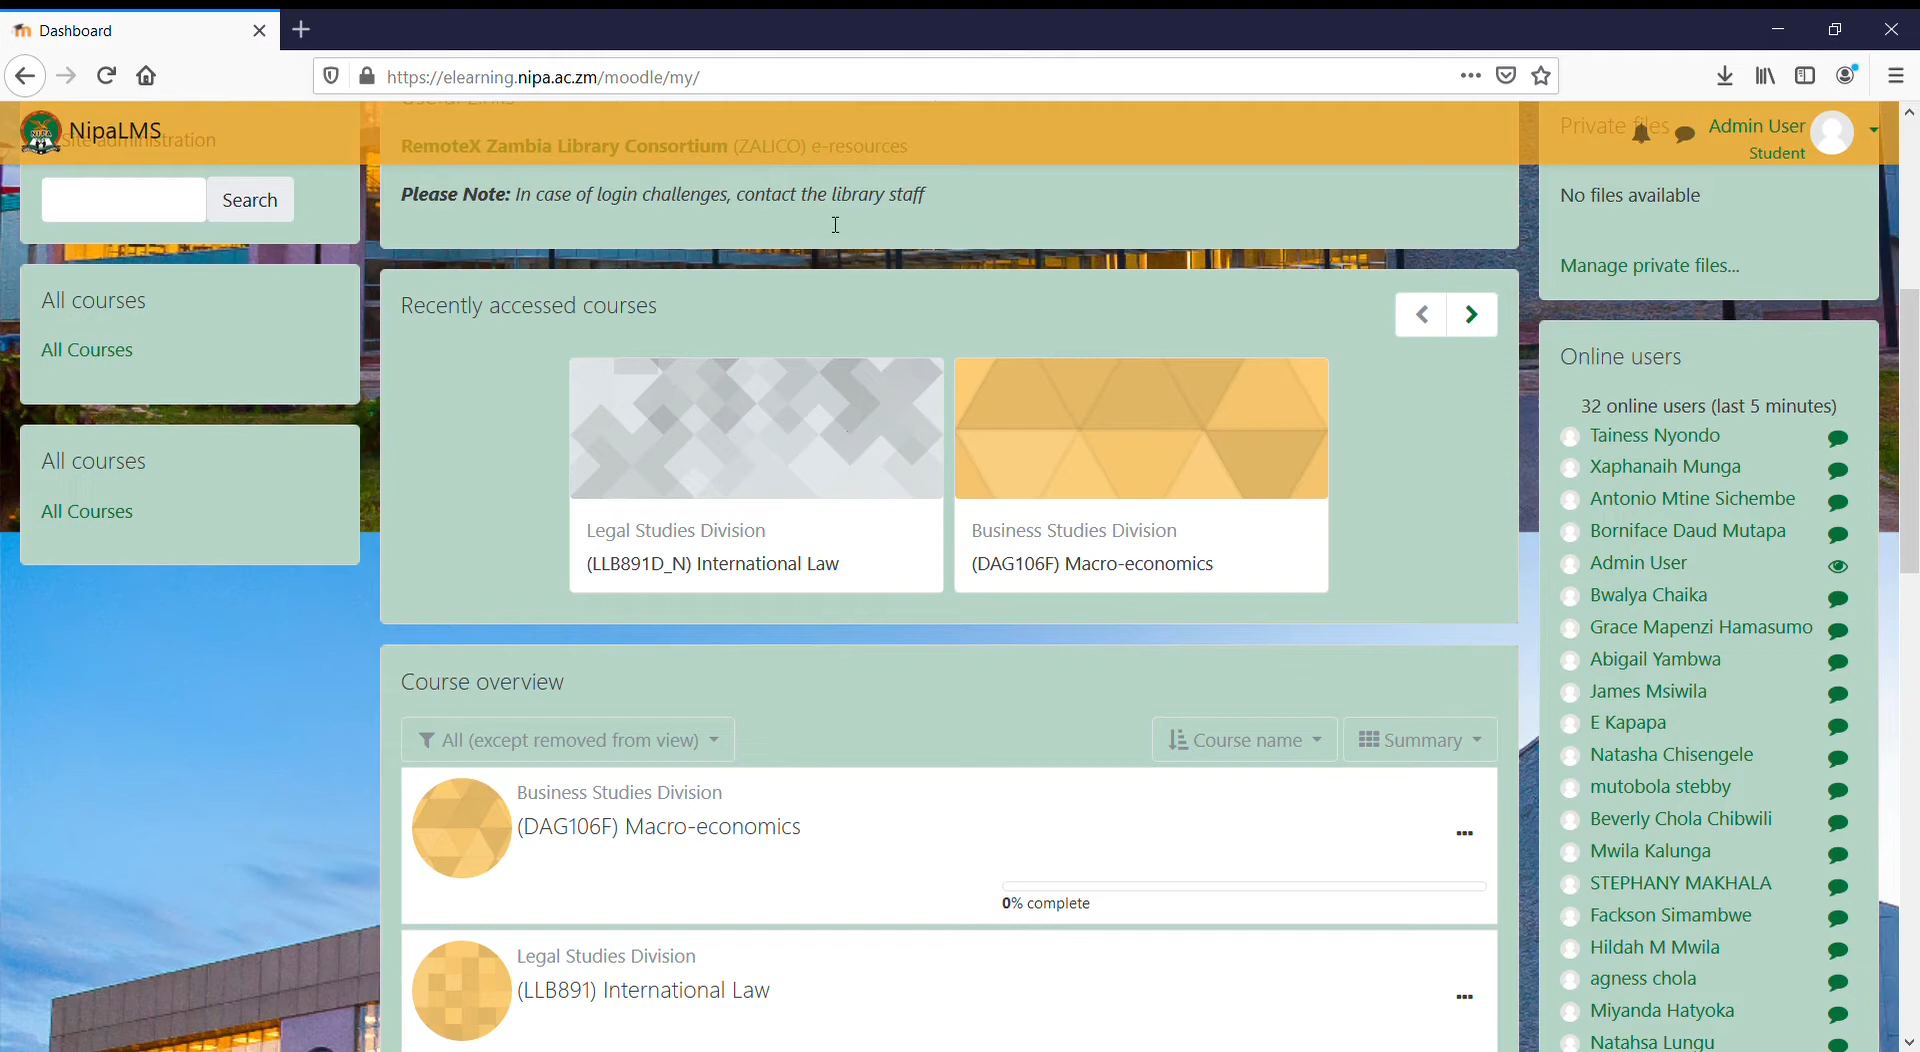 Dashboard
https://elearning.nipa.ac.zm/moodle/my/
NipaLMS
Site administration
Search
All courses
All Courses
All courses
All Courses
Useful Links
RemoteX Zambia Library Consortium (ZALICO) e-resources
Please Note: In case of login challenges, contact the library staff
Recently accessed courses
Legal Studies Division
(LLB891D_N) International Law
Business Studies Division
(DAG106F) Macro-economics
Course overview
All (except removed from view)
Course name
Summary
Business Studies Division
(DAG106F) Macro-economics
0% complete
Legal Studies Division
(LLB891) International Law
Private files
Admin User
Student
No files available
Manage private files...
Online users
32 online users (last 5 minutes)
Tainess Nyondo
Xaphanaih Munga
Antonio Mtine Sichembe
Borniface Daud Mutapa
Admin User
Bwalya Chaika
Grace Mapenzi Hamasumo
Abigail Yambwa
James Msiwila
E Kapapa
Natasha Chisengele
mutobola stebby
Beverly Chola Chibwili
Mwila Kalunga
STEPHANY MAKHALA
Fackson Simambwe
Hildah M Mwila
agness chola
Miyanda Hatyoka
Natahsa Lungu